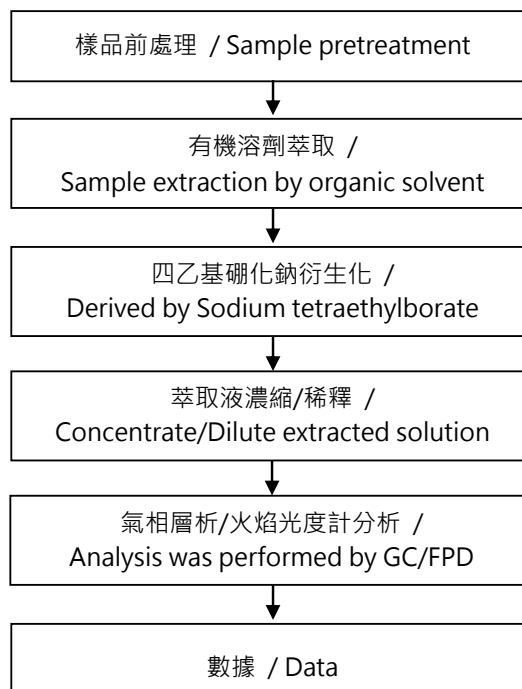 樣品前處理 / Sample pretreatment
有機溶劑萃取 /
Sample extraction by organic solvent
四乙基硼化鈉衍生化 /
Derived by Sodium tetraethylborate
萃取液濃縮/稀釋 /
Concentrate/Dilute extracted solution
氣相層析/火焰光度計分析 /
Analysis was performed by GC/FPD
數據 / Data